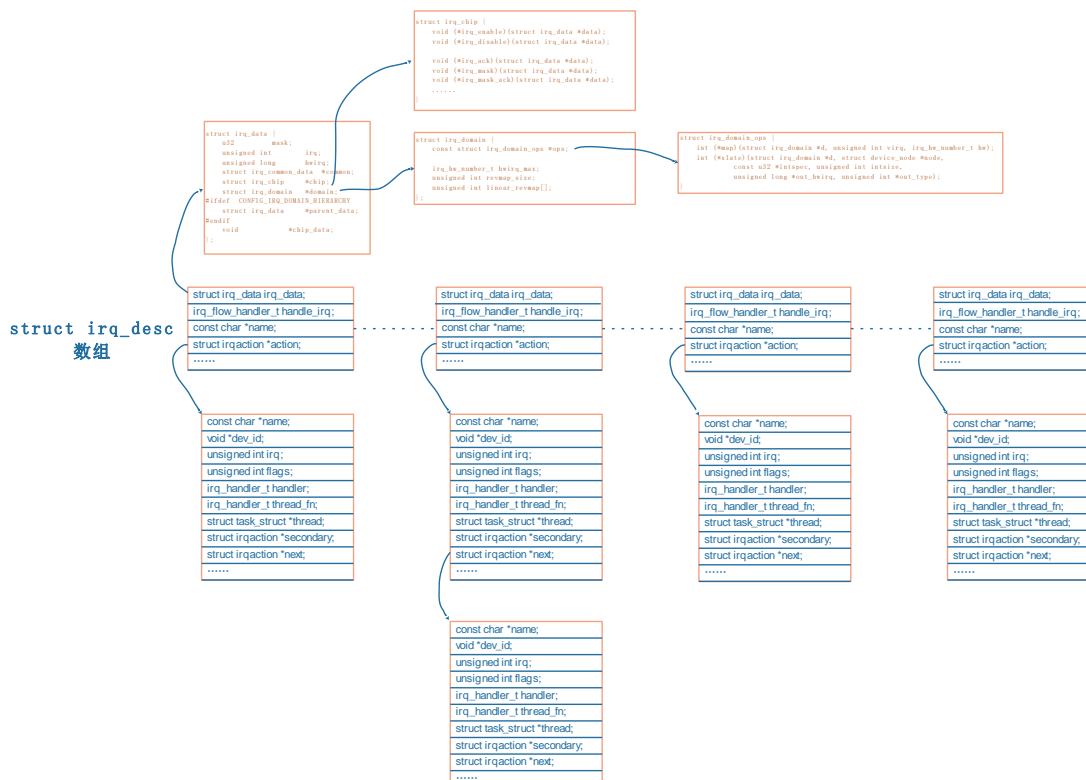 struct irq_chip {
void (*irq_enable)(struct irq_data *data);
void (*irq_disable)(struct irq_data *data);
void (*irq_ack)(struct irq_data *data);
void (*irq_mask)(struct irq_data *data);
void (*irq_mask_ack)(struct irq_data *data);
......
}
struct irq_data {
u32 mask;
unsigned int irq;
unsigned long hwirq;
struct irq_common_data *common;
struct irq_chip *chip;
struct irq_domain *domain;
#ifdef CONFIG_IRQ_DOMAIN_HIERARCHY
struct irq_data *parent_data;
#endif
void *chip_data;
};
struct irq_domain {
const struct irq_domain_ops *ops;
irq_hw_number_t hwirq_max;
unsigned int revmap_size;
unsigned int linear_revmap[];
};
struct irq_domain_ops {
int (*map)(struct irq_domain *d, unsigned int virq, irq_hw_number_t hw);
int (*xlate)(struct irq_domain *d, struct device_node *node,
const u32 *intspec, unsigned int intsize,
unsigned long *out_hwirq, unsigned int *out_type);
}
struct irq_desc
数组
struct irq_data irq_data;
irq_flow_handler_t handle_irq;
const char *name;
struct irqaction *action;
......
struct irq_data irq_data;
irq_flow_handler_t handle_irq;
const char *name;
struct irqaction *action;
......
struct irq_data irq_data;
irq_flow_handler_t handle_irq;
const char *name;
struct irqaction *action;
......
struct irq_data irq_data;
irq_flow_handler_t handle_irq;
const char *name;
struct irqaction *action;
......
const char *name;
void *dev_id;
unsigned int irq;
unsigned int flags;
irq_handler_t handler;
irq_handler_t thread_fn;
struct task_struct *thread;
struct irqaction *secondary;
struct irqaction *next;
......
const char *name;
void *dev_id;
unsigned int irq;
unsigned int flags;
irq_handler_t handler;
irq_handler_t thread_fn;
struct task_struct *thread;
struct irqaction *secondary;
struct irqaction *next;
......
const char *name;
void *dev_id;
unsigned int irq;
unsigned int flags;
irq_handler_t handler;
irq_handler_t thread_fn;
struct task_struct *thread;
struct irqaction *secondary;
struct irqaction *next;
......
const char *name;
void *dev_id;
unsigned int irq;
unsigned int flags;
irq_handler_t handler;
irq_handler_t thread_fn;
struct task_struct *thread;
struct irqaction *secondary;
struct irqaction *next;
......
const char *name;
void *dev_id;
unsigned int irq;
unsigned int flags;
irq_handler_t handler;
irq_handler_t thread_fn;
struct task_struct *thread;
struct irqaction *secondary;
struct irqaction *next;
......